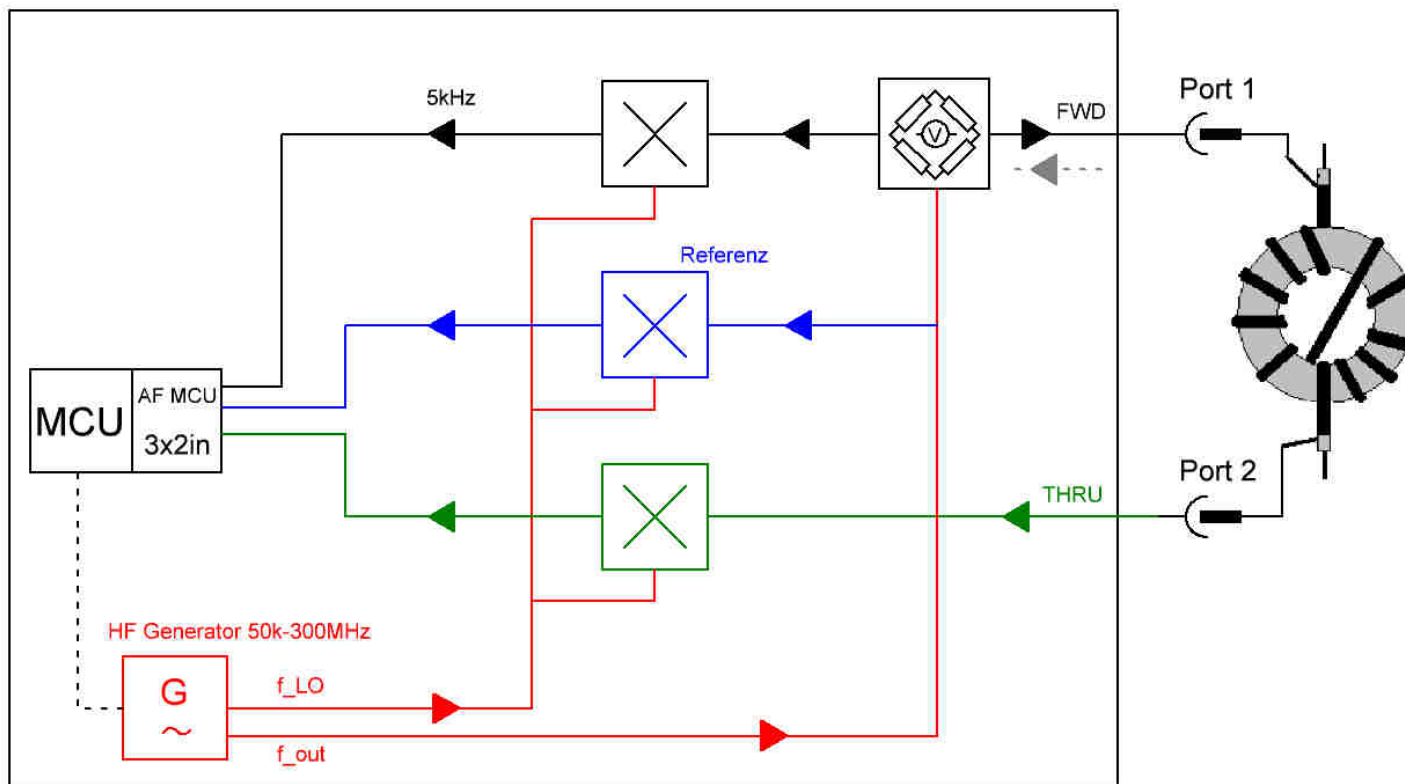 Port 1
5kHz
FWD
V
Referenz
MCU
AF MCU
3x2in
Port 2
THRU
HF Generator 50k-300MHz
G
~
f_LO
f_out